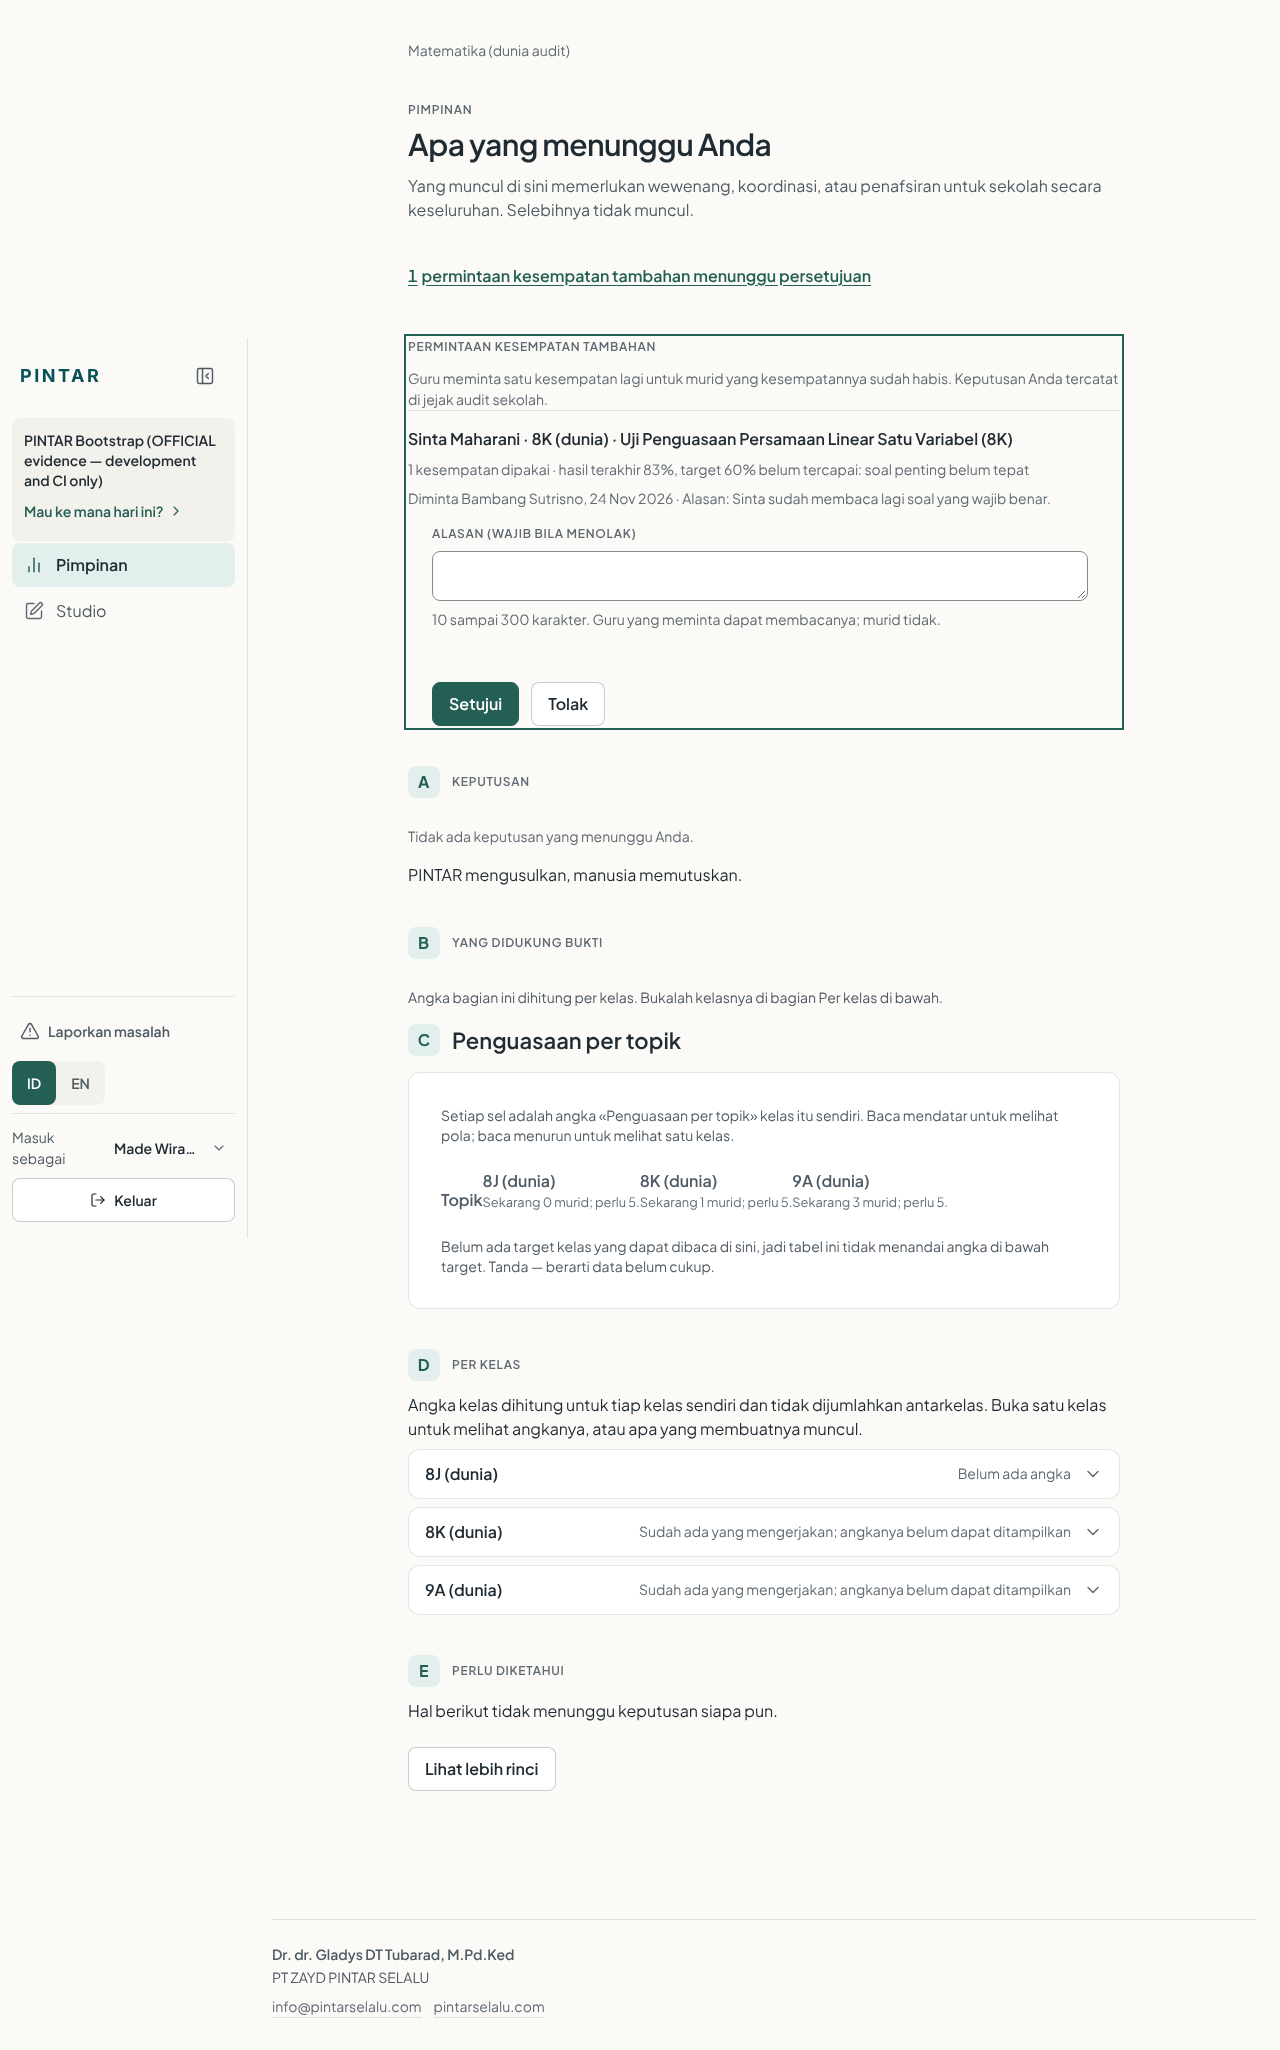 Matematika (dunia audit)
PIMPINAN
Apa yang menunggu Anda
Yang muncul di sini memerlukan wewenang, koordinasi, atau penafsiran untuk sekolah secara
keseluruhan. Selebihnya tidak muncul.
1 permintaan kesempatan tambahan menunggu persetujuan
PINTAR
PINTAR Bootstrap (OFFICIAL
evidence — development
and CI only)
Mau ke mana hari ini?
Pimpinan
Studio
Laporkan masalah
ID EN
Masuk
sebagai
Made Wira…
Keluar
PERMINTAAN KESEMPATAN TAMBAHAN
Guru meminta satu kesempatan lagi untuk murid yang kesempatannya sudah habis. Keputusan Anda tercatat
di jejak audit sekolah.
Sinta Maharani · 8K (dunia) · Uji Penguasaan Persamaan Linear Satu Variabel (8K)
1 kesempatan dipakai · hasil terakhir 83%, target 60% belum tercapai: soal penting belum tepat
Diminta Bambang Sutrisno, 24 Nov 2026 · Alasan: Sinta sudah membaca lagi soal yang wajib benar.
ALASAN (WAJIB BILA MENOLAK)
10 sampai 300 karakter. Guru yang meminta dapat membacanya; murid tidak.
Setujui Tolak
A KEPUTUSAN
Tidak ada keputusan yang menunggu Anda.
PINTAR mengusulkan, manusia memutuskan.
B YANG DIDUKUNG BUKTI
Angka bagian ini dihitung per kelas. Bukalah kelasnya di bagian Per kelas di bawah.
C Penguasaan per topik
Setiap sel adalah angka «Penguasaan per topik» kelas itu sendiri. Baca mendatar untuk melihat
pola; baca menurun untuk melihat satu kelas.
8J (dunia) 8K (dunia) 9A (dunia)
Topik Sekarang 0 murid; perlu 5. Sekarang 1 murid; perlu 5. Sekarang 3 murid; perlu 5.
Belum ada target kelas yang dapat dibaca di sini, jadi tabel ini tidak menandai angka di bawah
target. Tanda — berarti data belum cukup.
D PER KELAS
Angka kelas dihitung untuk tiap kelas sendiri dan tidak dijumlahkan antarkelas. Buka satu kelas
untuk melihat angkanya, atau apa yang membuatnya muncul.
8J (dunia) Belum ada angka
8K (dunia) Sudah ada yang mengerjakan; angkanya belum dapat ditampilkan
9A (dunia) Sudah ada yang mengerjakan; angkanya belum dapat ditampilkan
E PERLU DIKETAHUI
Hal berikut tidak menunggu keputusan siapa pun.
Lihat lebih rinci
Dr. dr. Gladys DT Tubarad, M.Pd.Ked
PT ZAYD PINTAR SELALU
info@pintarselalu.com pintarselalu.com